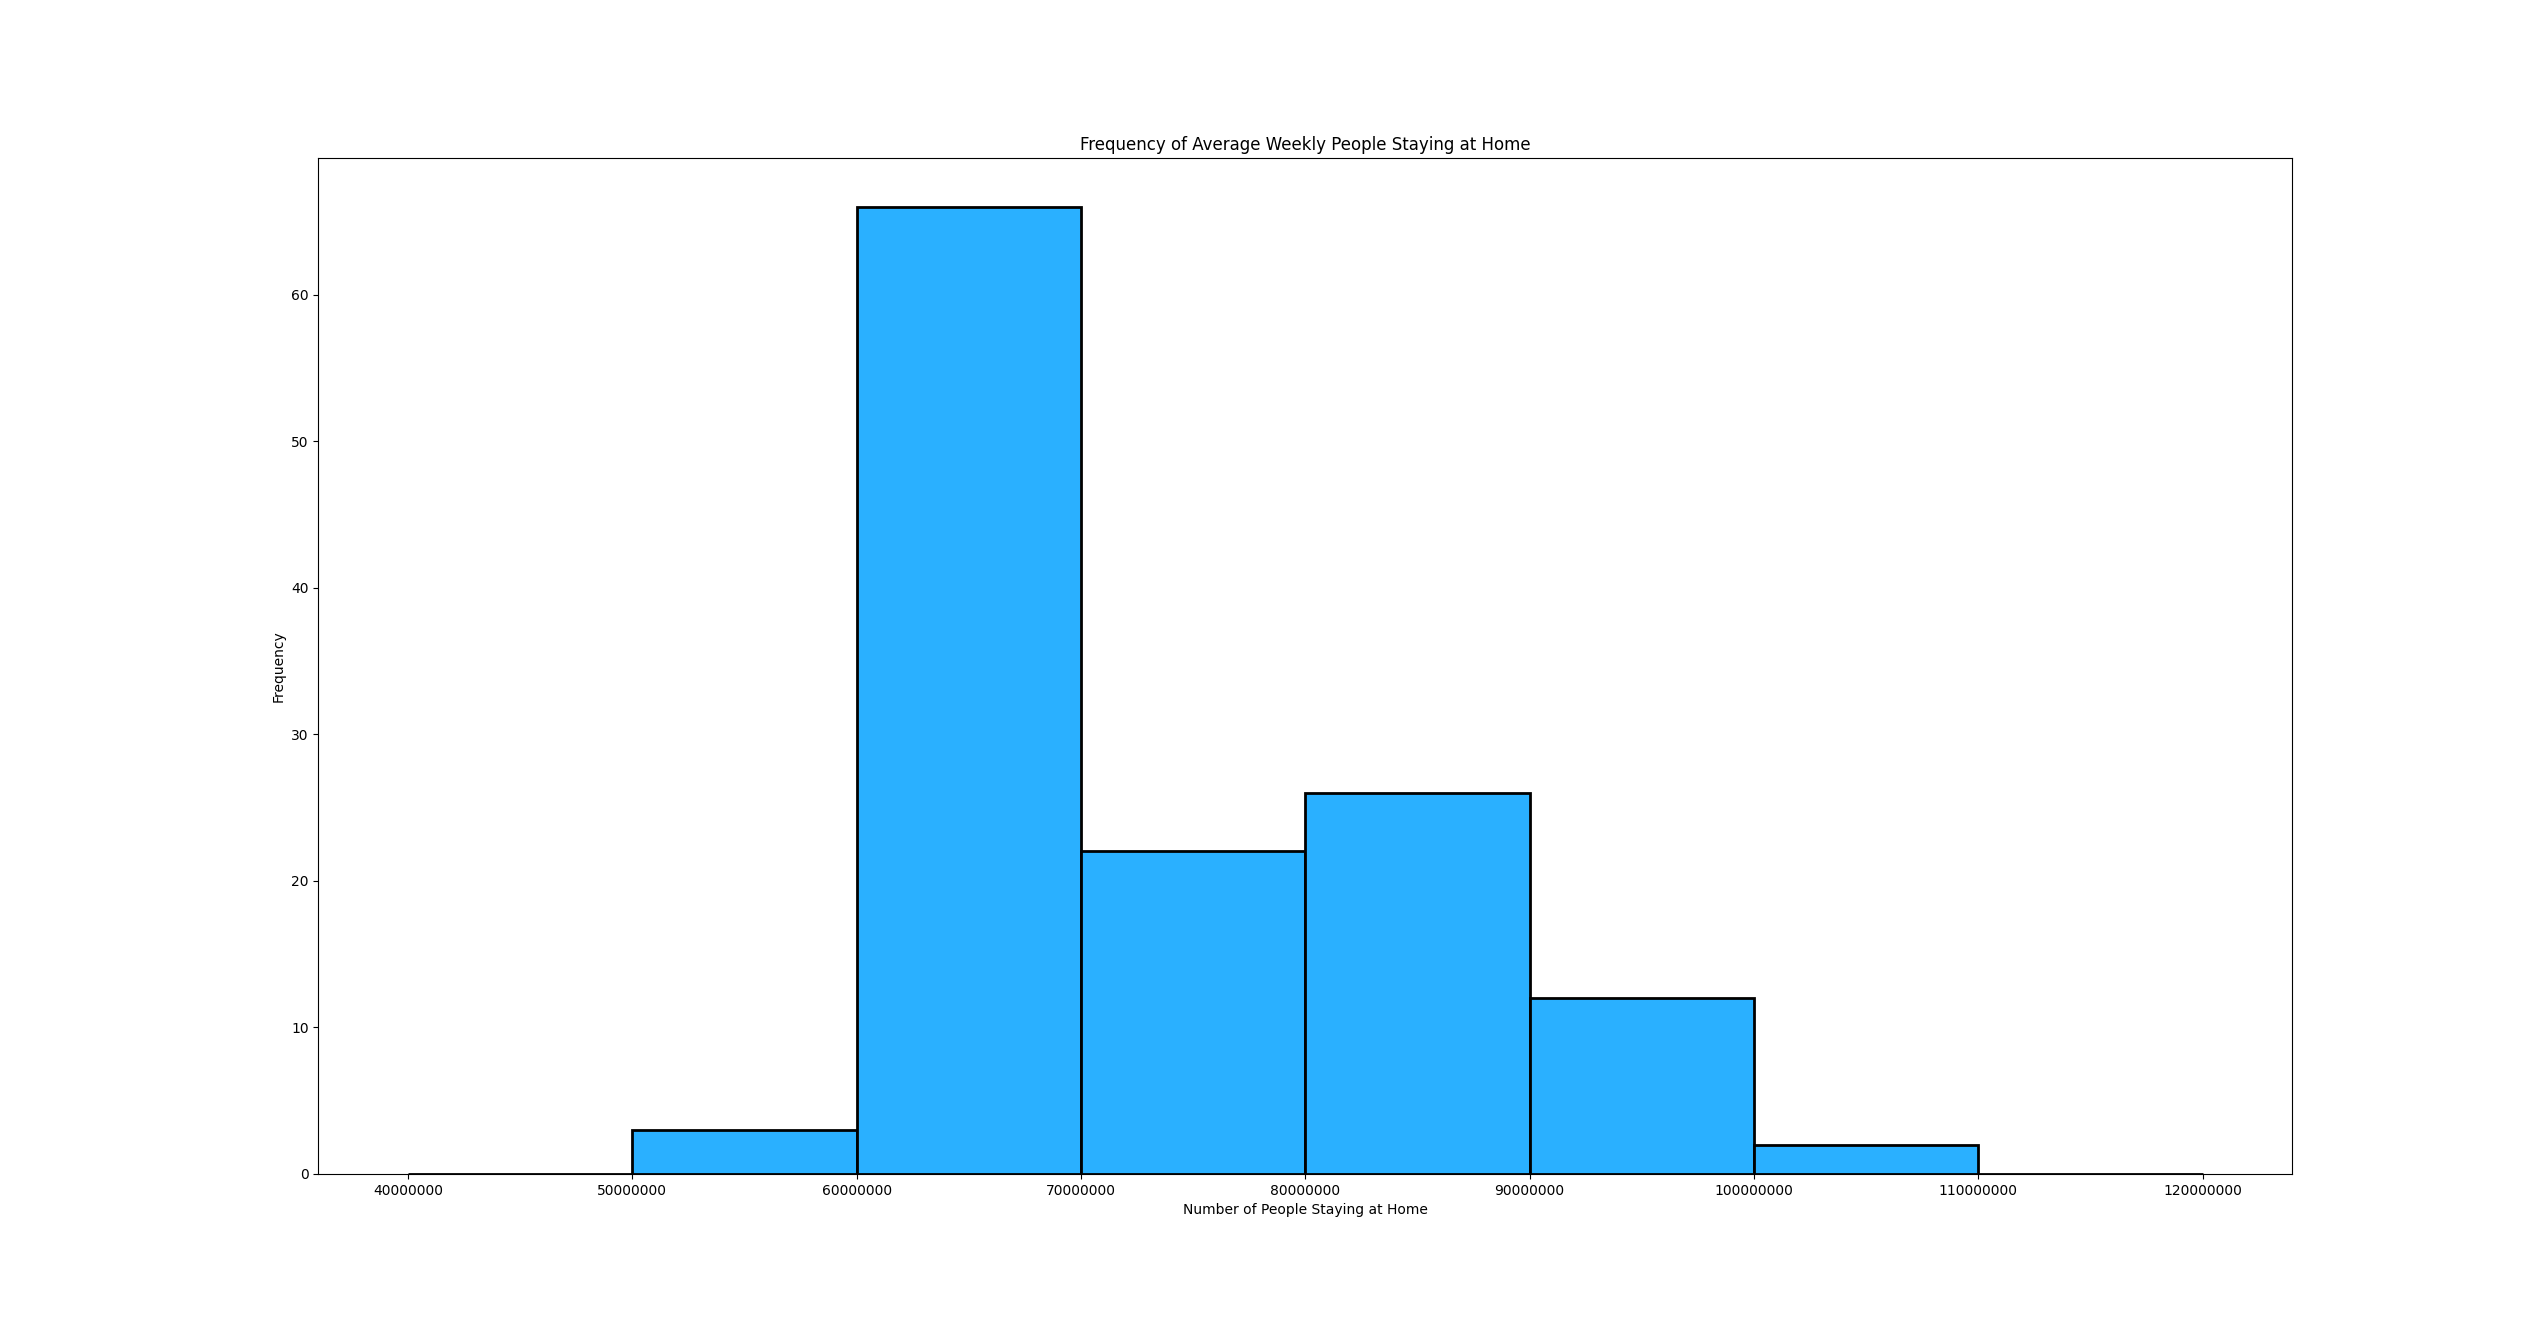 Frequency of Average Weekly People Staying at Home
60
50
40
30
20
10
0
Frequency
40000000 50000000 60000000 70000000 80000000 90000000 100000000 110000000 120000000
Number of People Staying at Home